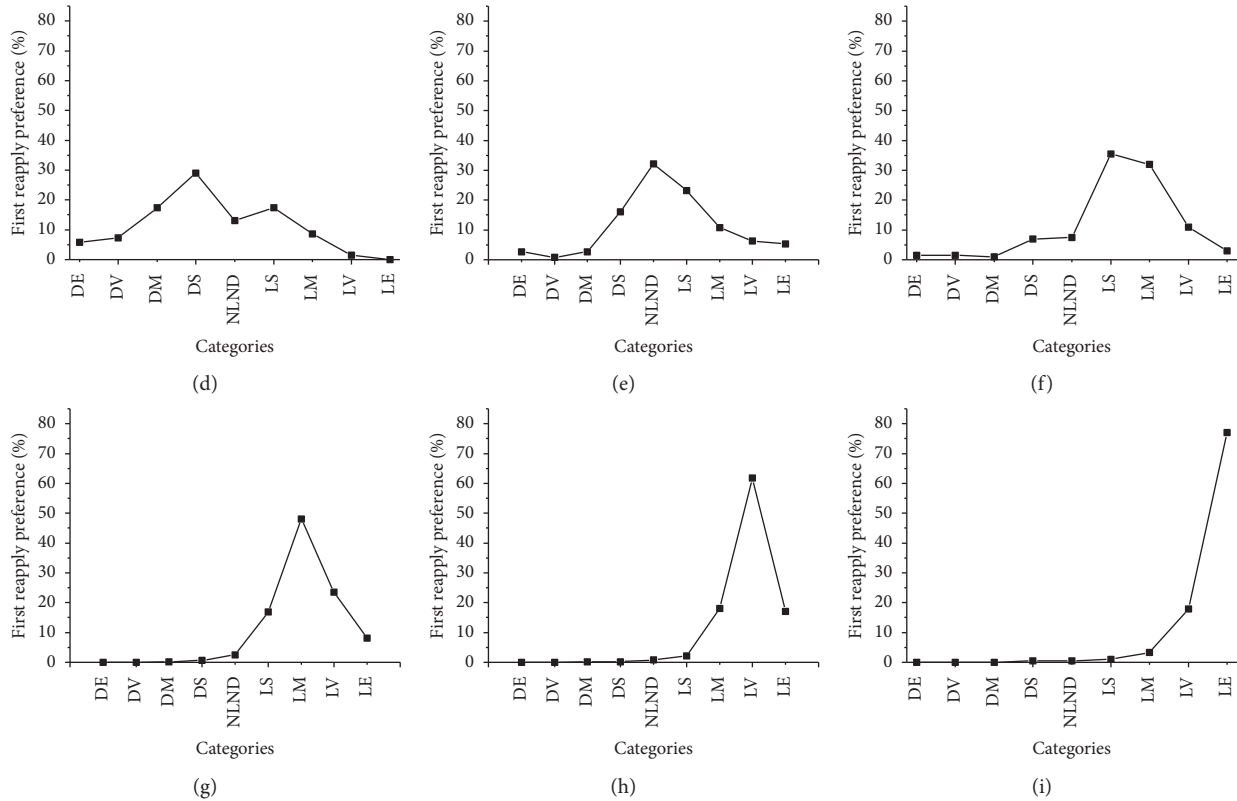 First reapply preference (%)
80
70
60
50
40
30
20
10
0
DE
DV
DM
DS
NLND
LS
LM
LV
LE
Categories
(d)
First reapply preference (%)
80
70
60
50
40
30
20
10
0
DE
DV
DM
DS
NLND
LS
LM
LV
LE
Categories
(e)
First reapply preference (%)
80
70
60
50
40
30
20
10
0
DE
DV
DM
DS
NLND
LS
LM
LV
LE
Categories
(f)
First reapply preference (%)
80
70
60
50
40
30
20
10
0
DE
DV
DM
DS
NLND
LS
LM
LV
LE
Categories
(g)
First reapply preference (%)
80
70
60
50
40
30
20
10
0
DE
DV
DM
DS
NLND
LS
LM
LV
LE
Categories
(h)
First reapply preference (%)
80
70
60
50
40
30
20
10
0
DE
DV
DM
DS
NLND
LS
LM
LV
LE
Categories
(i)